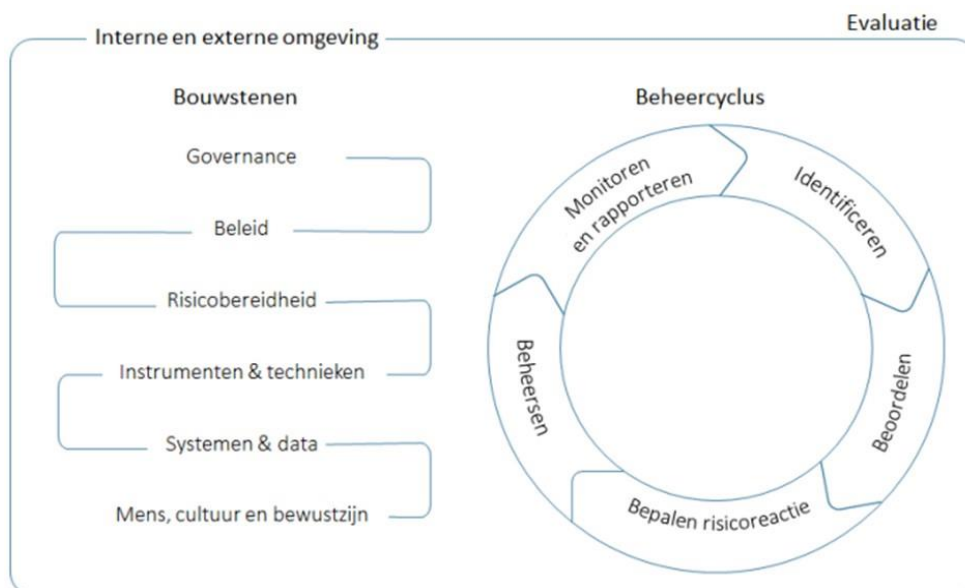 Evaluatie
Interne en externe omgeving
Bouwstenen
Governance
Beleid
Risicobereidheid
Instrumenten & technieken
Systemen & data
Mens, cultuur en bewustzijn
Beheercyclus
Identificeren
Beoordelen
Bepalen risicoreactie
Beheersen
Monitoren
en rapporteren